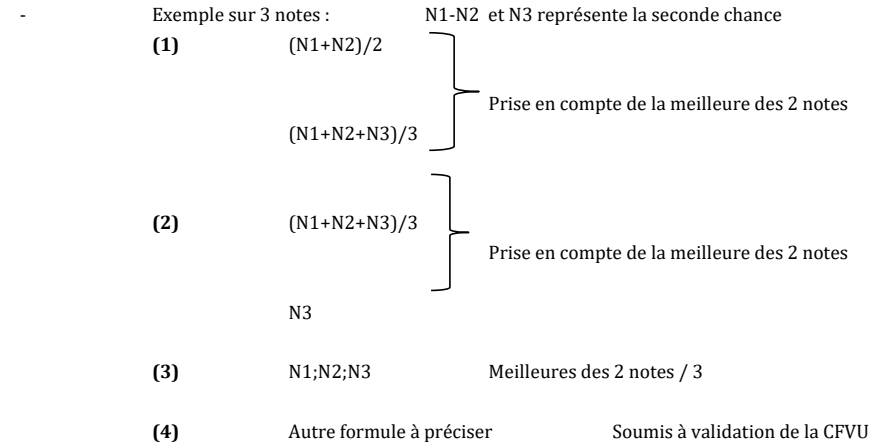 - Exemple sur 3 notes : N1-N2 et N3 représente la seconde chance
(1) (N1+N2)/2
Prise en compte de la meilleure des 2 notes
(N1+N2+N3)/3
(2) (N1+N2+N3)/3
Prise en compte de la meilleure des 2 notes
N3
(3) N1;N2;N3 Meilleures des 2 notes / 3
(4) Autre formule à préciser Soumis à validation de la CFVU